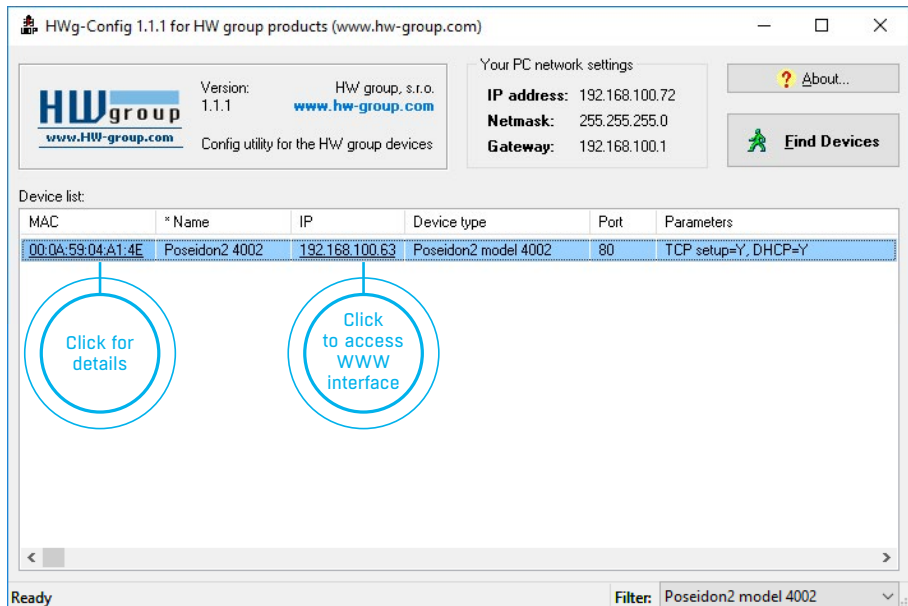 HWg-Config 1.1.1 for HW group products (www.hw-group.com)
HWgroup
www.HW-group.com
Version:
1.1.1
HW group, s.r.o.
www.hw-group.com
Config utility for the HW group devices
Your PC network settings
IP address: 192.168.100.72
Netmask: 255.255.255.0
Gateway: 192.168.100.1
? About...
Find Devices
Device list:
MAC * Name IP Device type Port Parameters
00:0A:59:04:A1:4E Poseidon2 4002 192.168.100.63 Poseidon2 model 4002 80 TCP setup=Y, DHCP=Y
Click for
details
Click
to access
WWW
interface
Ready
Filter: Poseidon2 model 4002